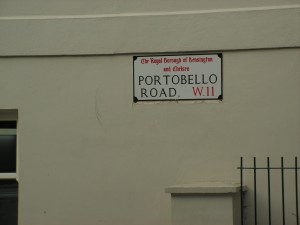 The Royal Borough of Kensington
and Chelsea
PORTOBELLO
ROAD. W.11